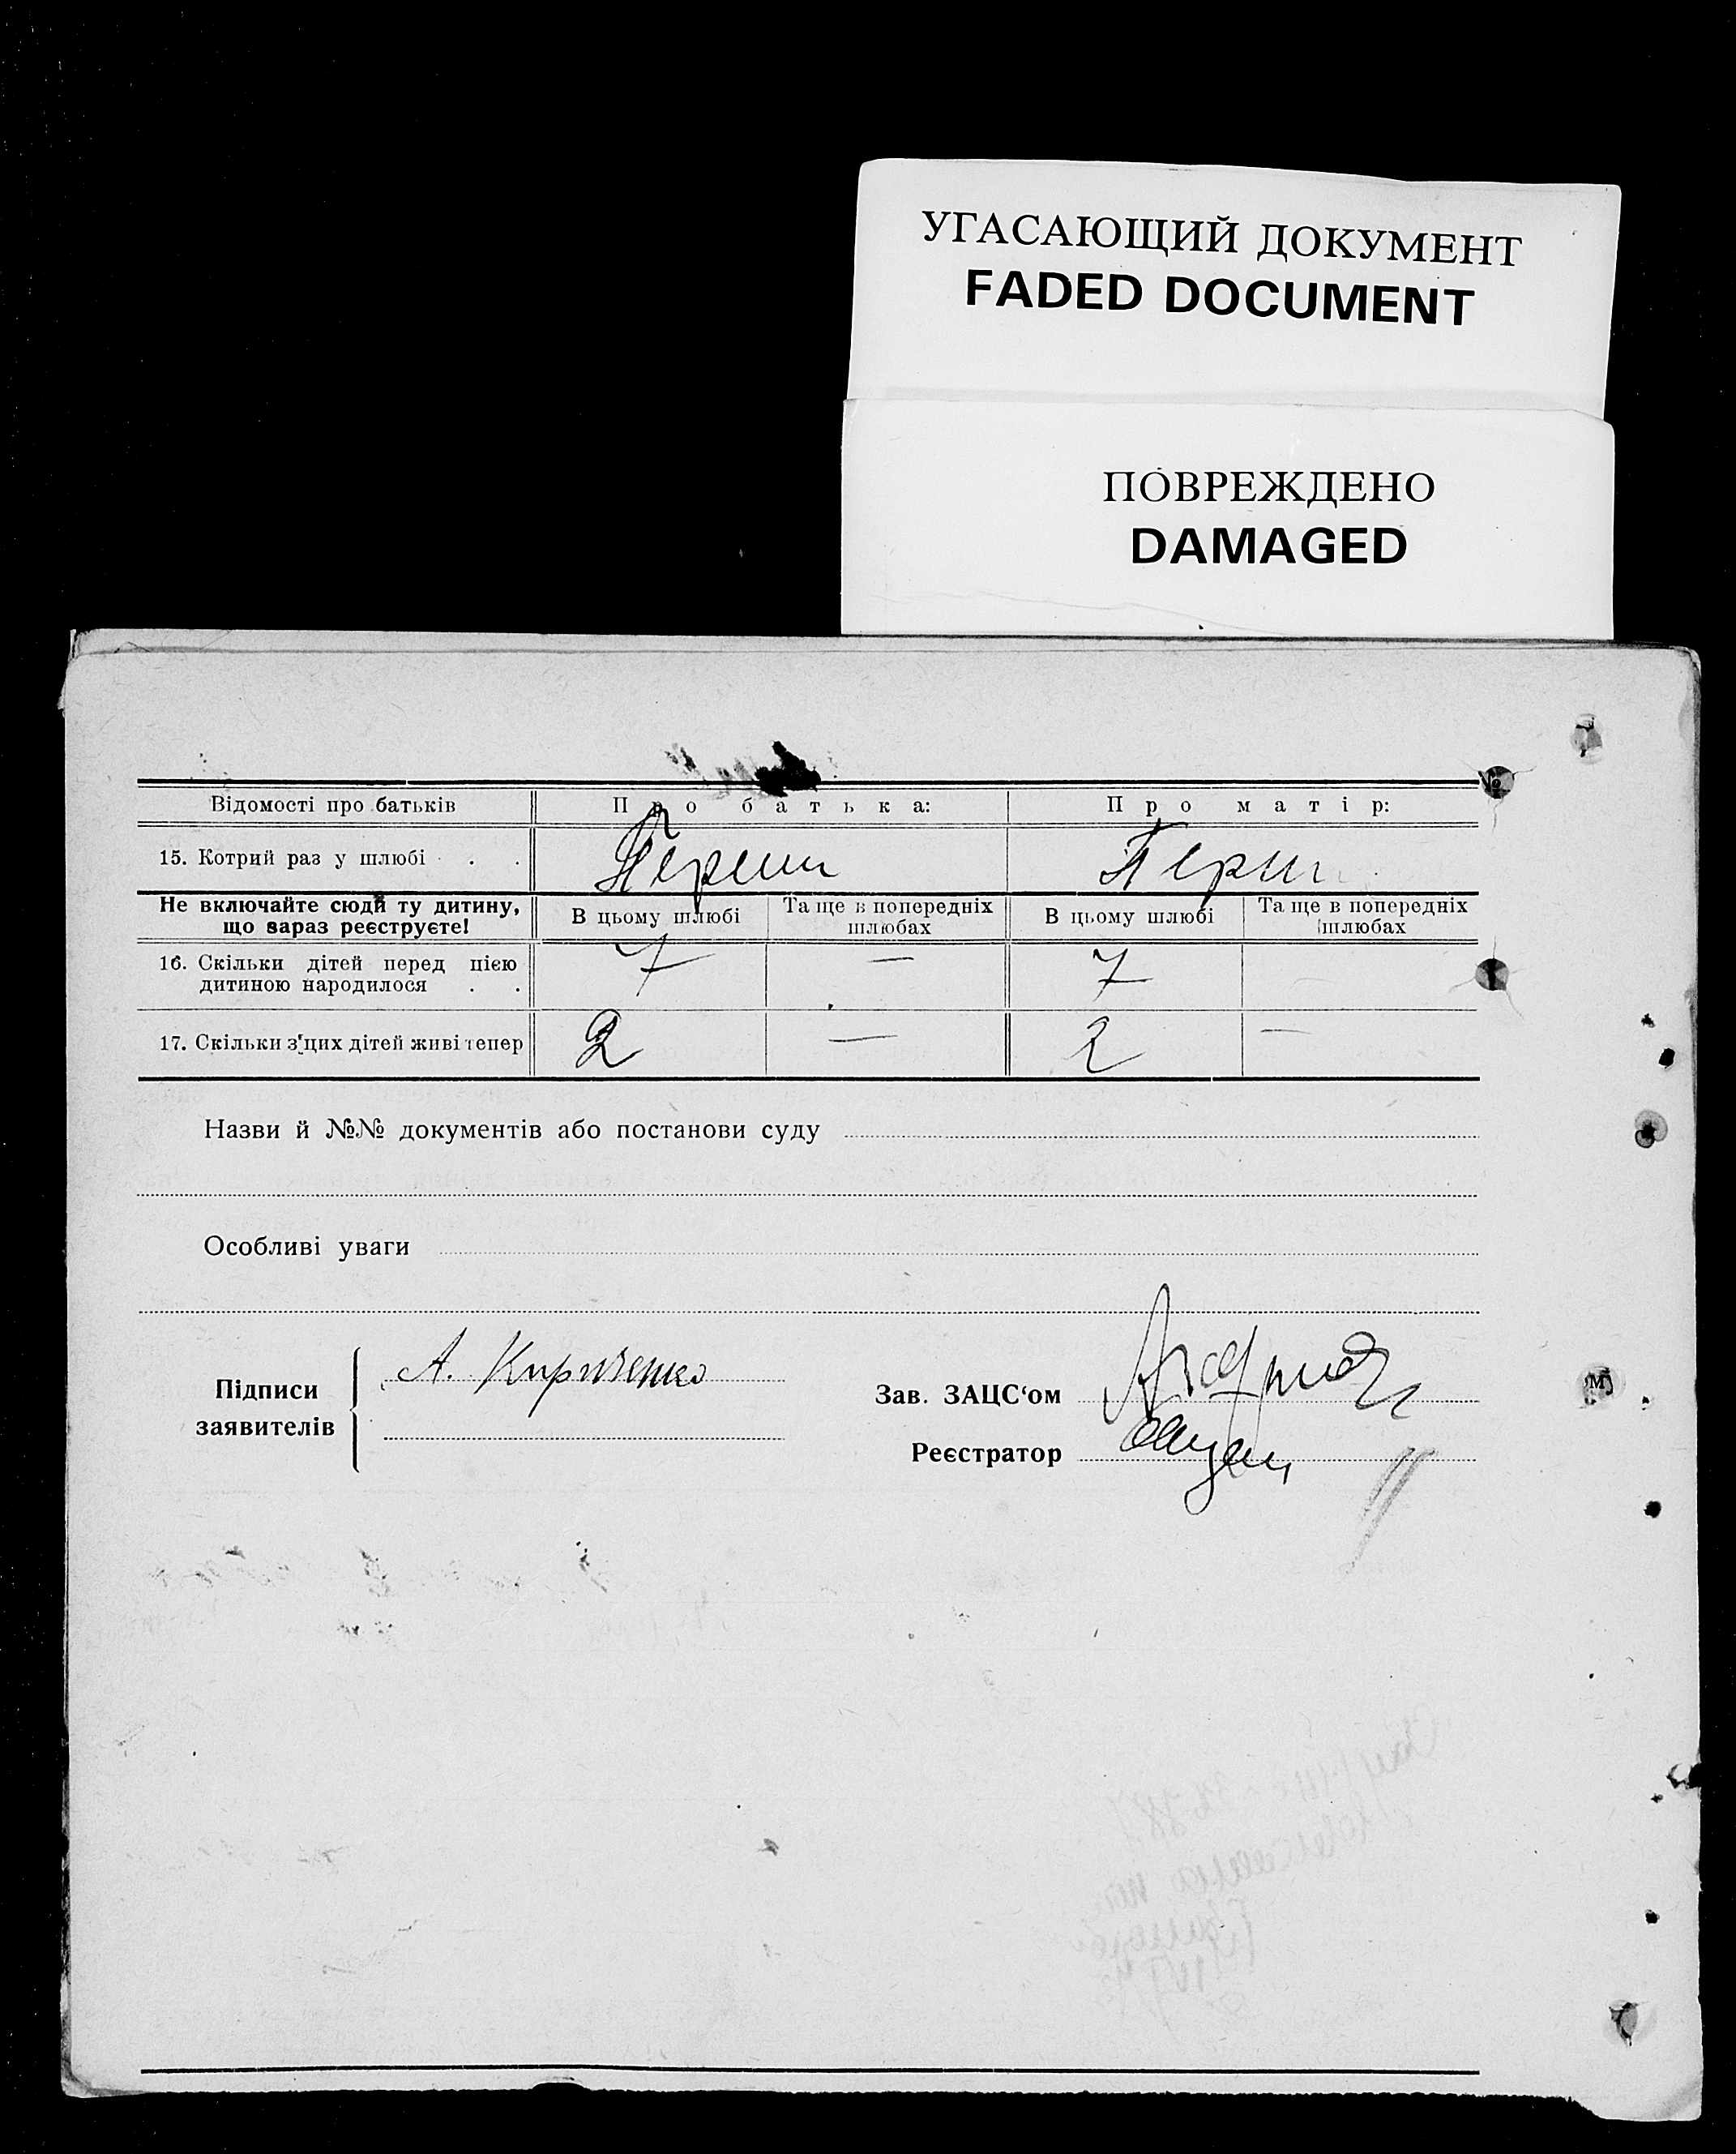 УГАСАЮЩИЙ ДОКУМЕНТ
FADED DOCUMENT
ПОВРЕЖДЕНО
DAMAGED
Відомості про батьків Про батька: Про матір:
15. Котрий раз у шлюбі . . Перши Перш
Не включайте сюди ту дитину, що зараз реєструєте! В цьому шлюбі Та ще в попередніх шлюбах В цьому шлюбі Та ще в попередніх шлюбах
16. Скільки дітей перед цією
дитиною народилося . . 7 — 7
17. Скільки з цих дітей живі тепер 2 — 2 —
Назви й №№ документів або постанови суду
Особливі уваги
Підписи
заявителів
А. Кириченко
Зав. ЗАЦС‘ом
Реєстратор